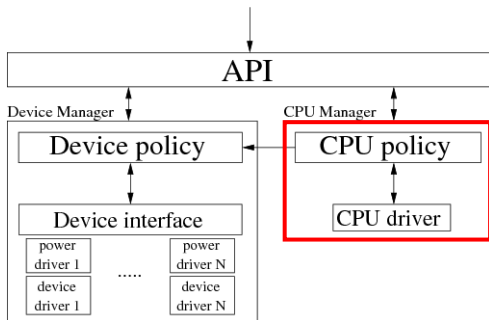 API
Device Manager
CPU Manager
Device policy
CPU policy
Device interface
CPU driver
power
driver 1
.....
power
driver N
device
driver 1
device
driver N